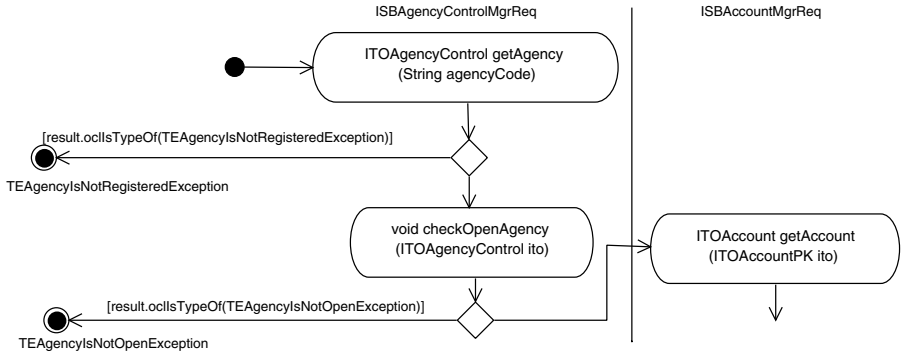 ISBAgencyControlMgrReq
ISBAccountMgrReq
ITOAgencyControl getAgency
(String agencyCode)
[result.oclIsTypeOf(TEAgencyIsNotRegisteredException)]
TEAgencyIsNotRegisteredException
void checkOpenAgency
(ITOAgencyControl ito)
ITOAccount getAccount
(ITOAccountPK ito)
[result.oclIsTypeOf(TEAgencyIsNotOpenException)]
TEAgencyIsNotOpenException